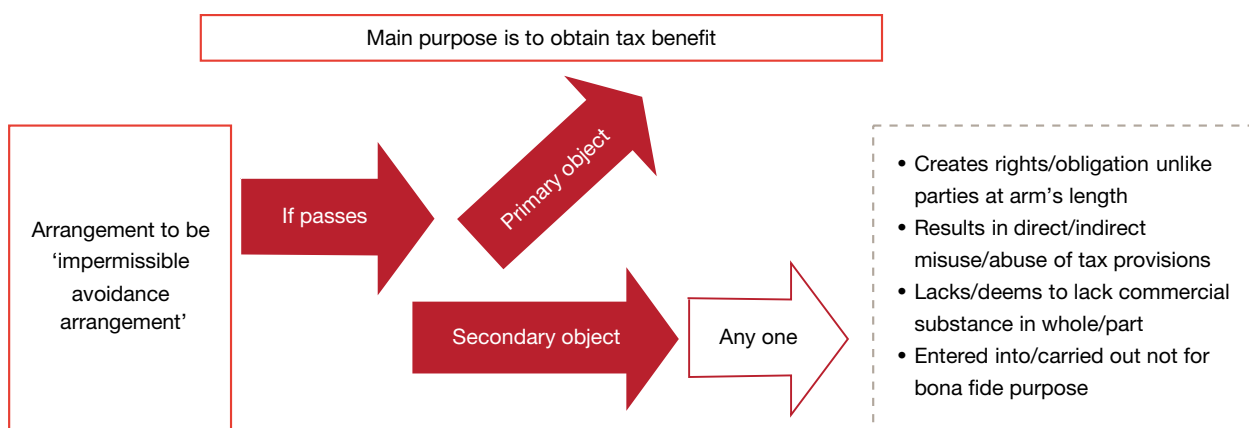 Main purpose is to obtain tax benefit
Arrangement to be
‘impermissible
avoidance
arrangement’
If passes
Primary object
Secondary object
Any one
• Creates rights/obligation unlike
parties at arm’s length
• Results in direct/indirect
misuse/abuse of tax provisions
• Lacks/deems to lack commercial
substance in whole/part
• Entered into/carried out not for
bona fide purpose